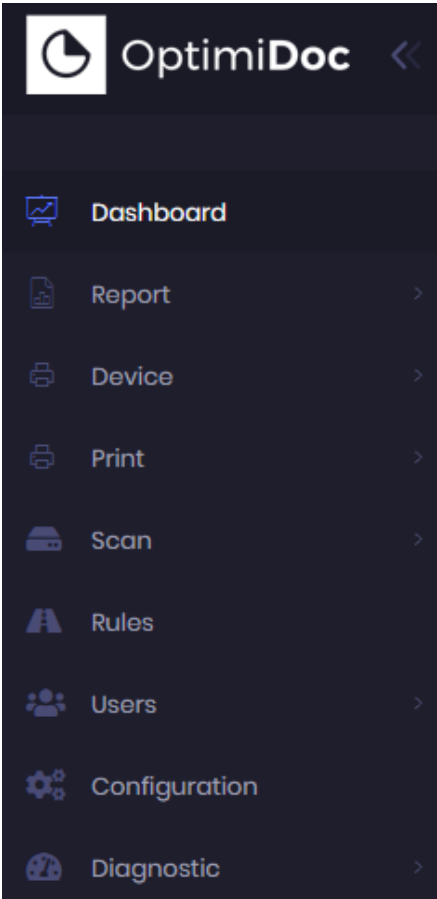 OptimiDoc
Dashboard
Report
Device
Print
Scan
Rules
Users
Configuration
Diagnostic